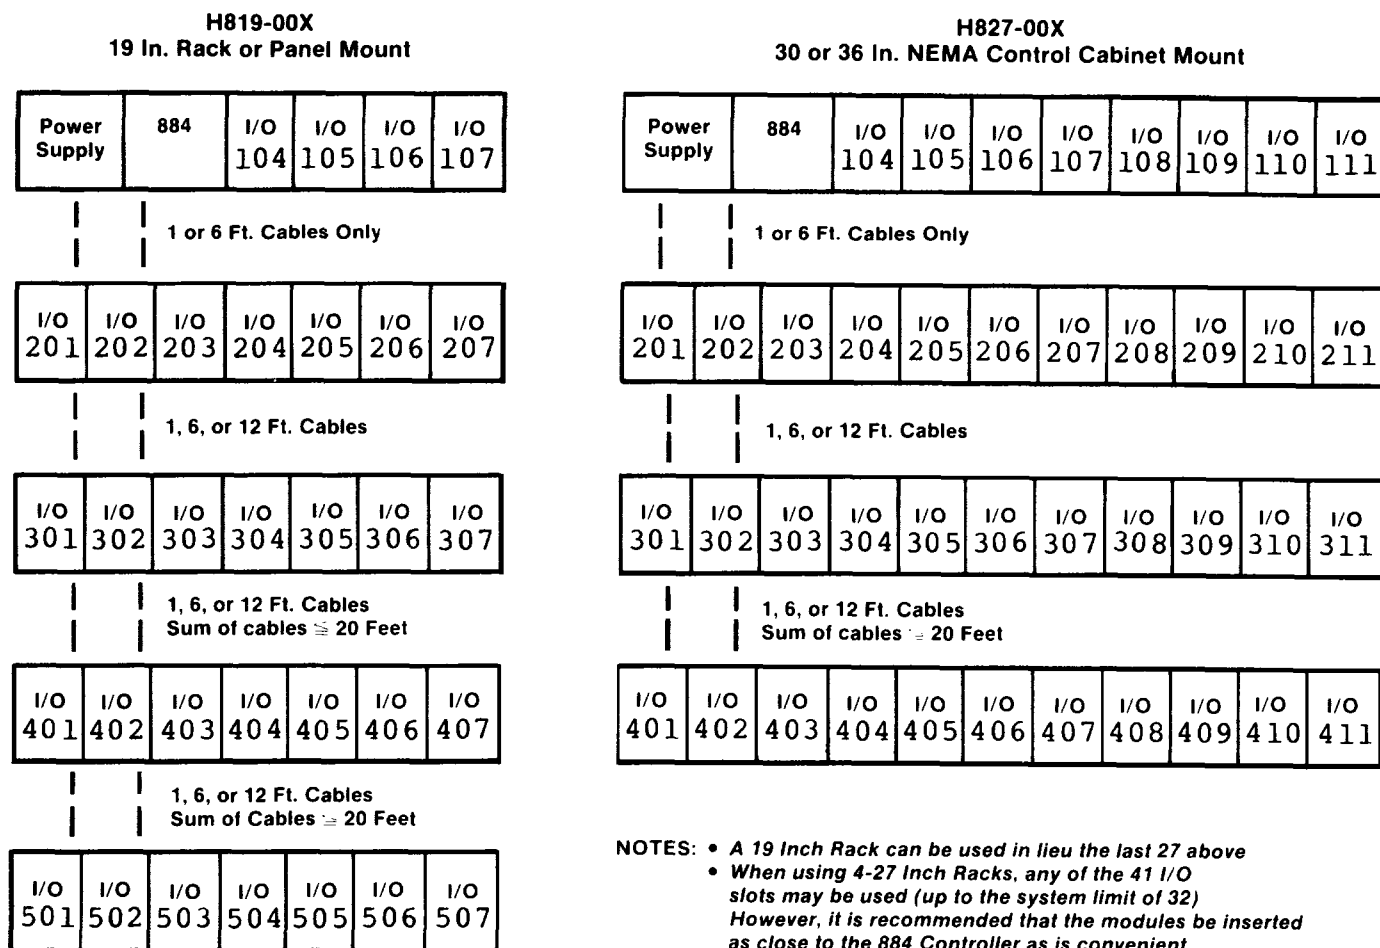 H819-00X
19 In. Rack or Panel Mount
Power Supply 884 I/O 104 I/O 105 I/O 106 I/O 107
1 or 6 Ft. Cables Only
I/O 201 I/O 202 I/O 203 I/O 204 I/O 205 I/O 206 I/O 207
1, 6, or 12 Ft. Cables
I/O 301 I/O 302 I/O 303 I/O 304 I/O 305 I/O 306 I/O 307
1, 6, or 12 Ft. Cables
Sum of cables ≦ 20 Feet
I/O 401 I/O 402 I/O 403 I/O 404 I/O 405 I/O 406 I/O 407
1, 6, or 12 Ft. Cables
Sum of Cables ≦ 20 Feet
I/O 501 I/O 502 I/O 503 I/O 504 I/O 505 I/O 506 I/O 507
H827-00X
30 or 36 In. NEMA Control Cabinet Mount
Power Supply 884 I/O 104 I/O 105 I/O 106 I/O 107 I/O 108 I/O 109 I/O 110 I/O 111
1 or 6 Ft. Cables Only
I/O 201 I/O 202 I/O 203 I/O 204 I/O 205 I/O 206 I/O 207 I/O 208 I/O 209 I/O 210 I/O 211
1, 6, or 12 Ft. Cables
I/O 301 I/O 302 I/O 303 I/O 304 I/O 305 I/O 306 I/O 307 I/O 308 I/O 309 I/O 310 I/O 311
1, 6, or 12 Ft. Cables
Sum of cables ≦ 20 Feet
I/O 401 I/O 402 I/O 403 I/O 404 I/O 405 I/O 406 I/O 407 I/O 408 I/O 409 I/O 410 I/O 411
NOTES: • A 19 Inch Rack can be used in lieu the last 27 above
• When using 4-27 Inch Racks, any of the 41 I/O
slots may be used (up to the system limit of 32)
However, it is recommended that the modules be inserted
as close to the 884 Controller as is convenient